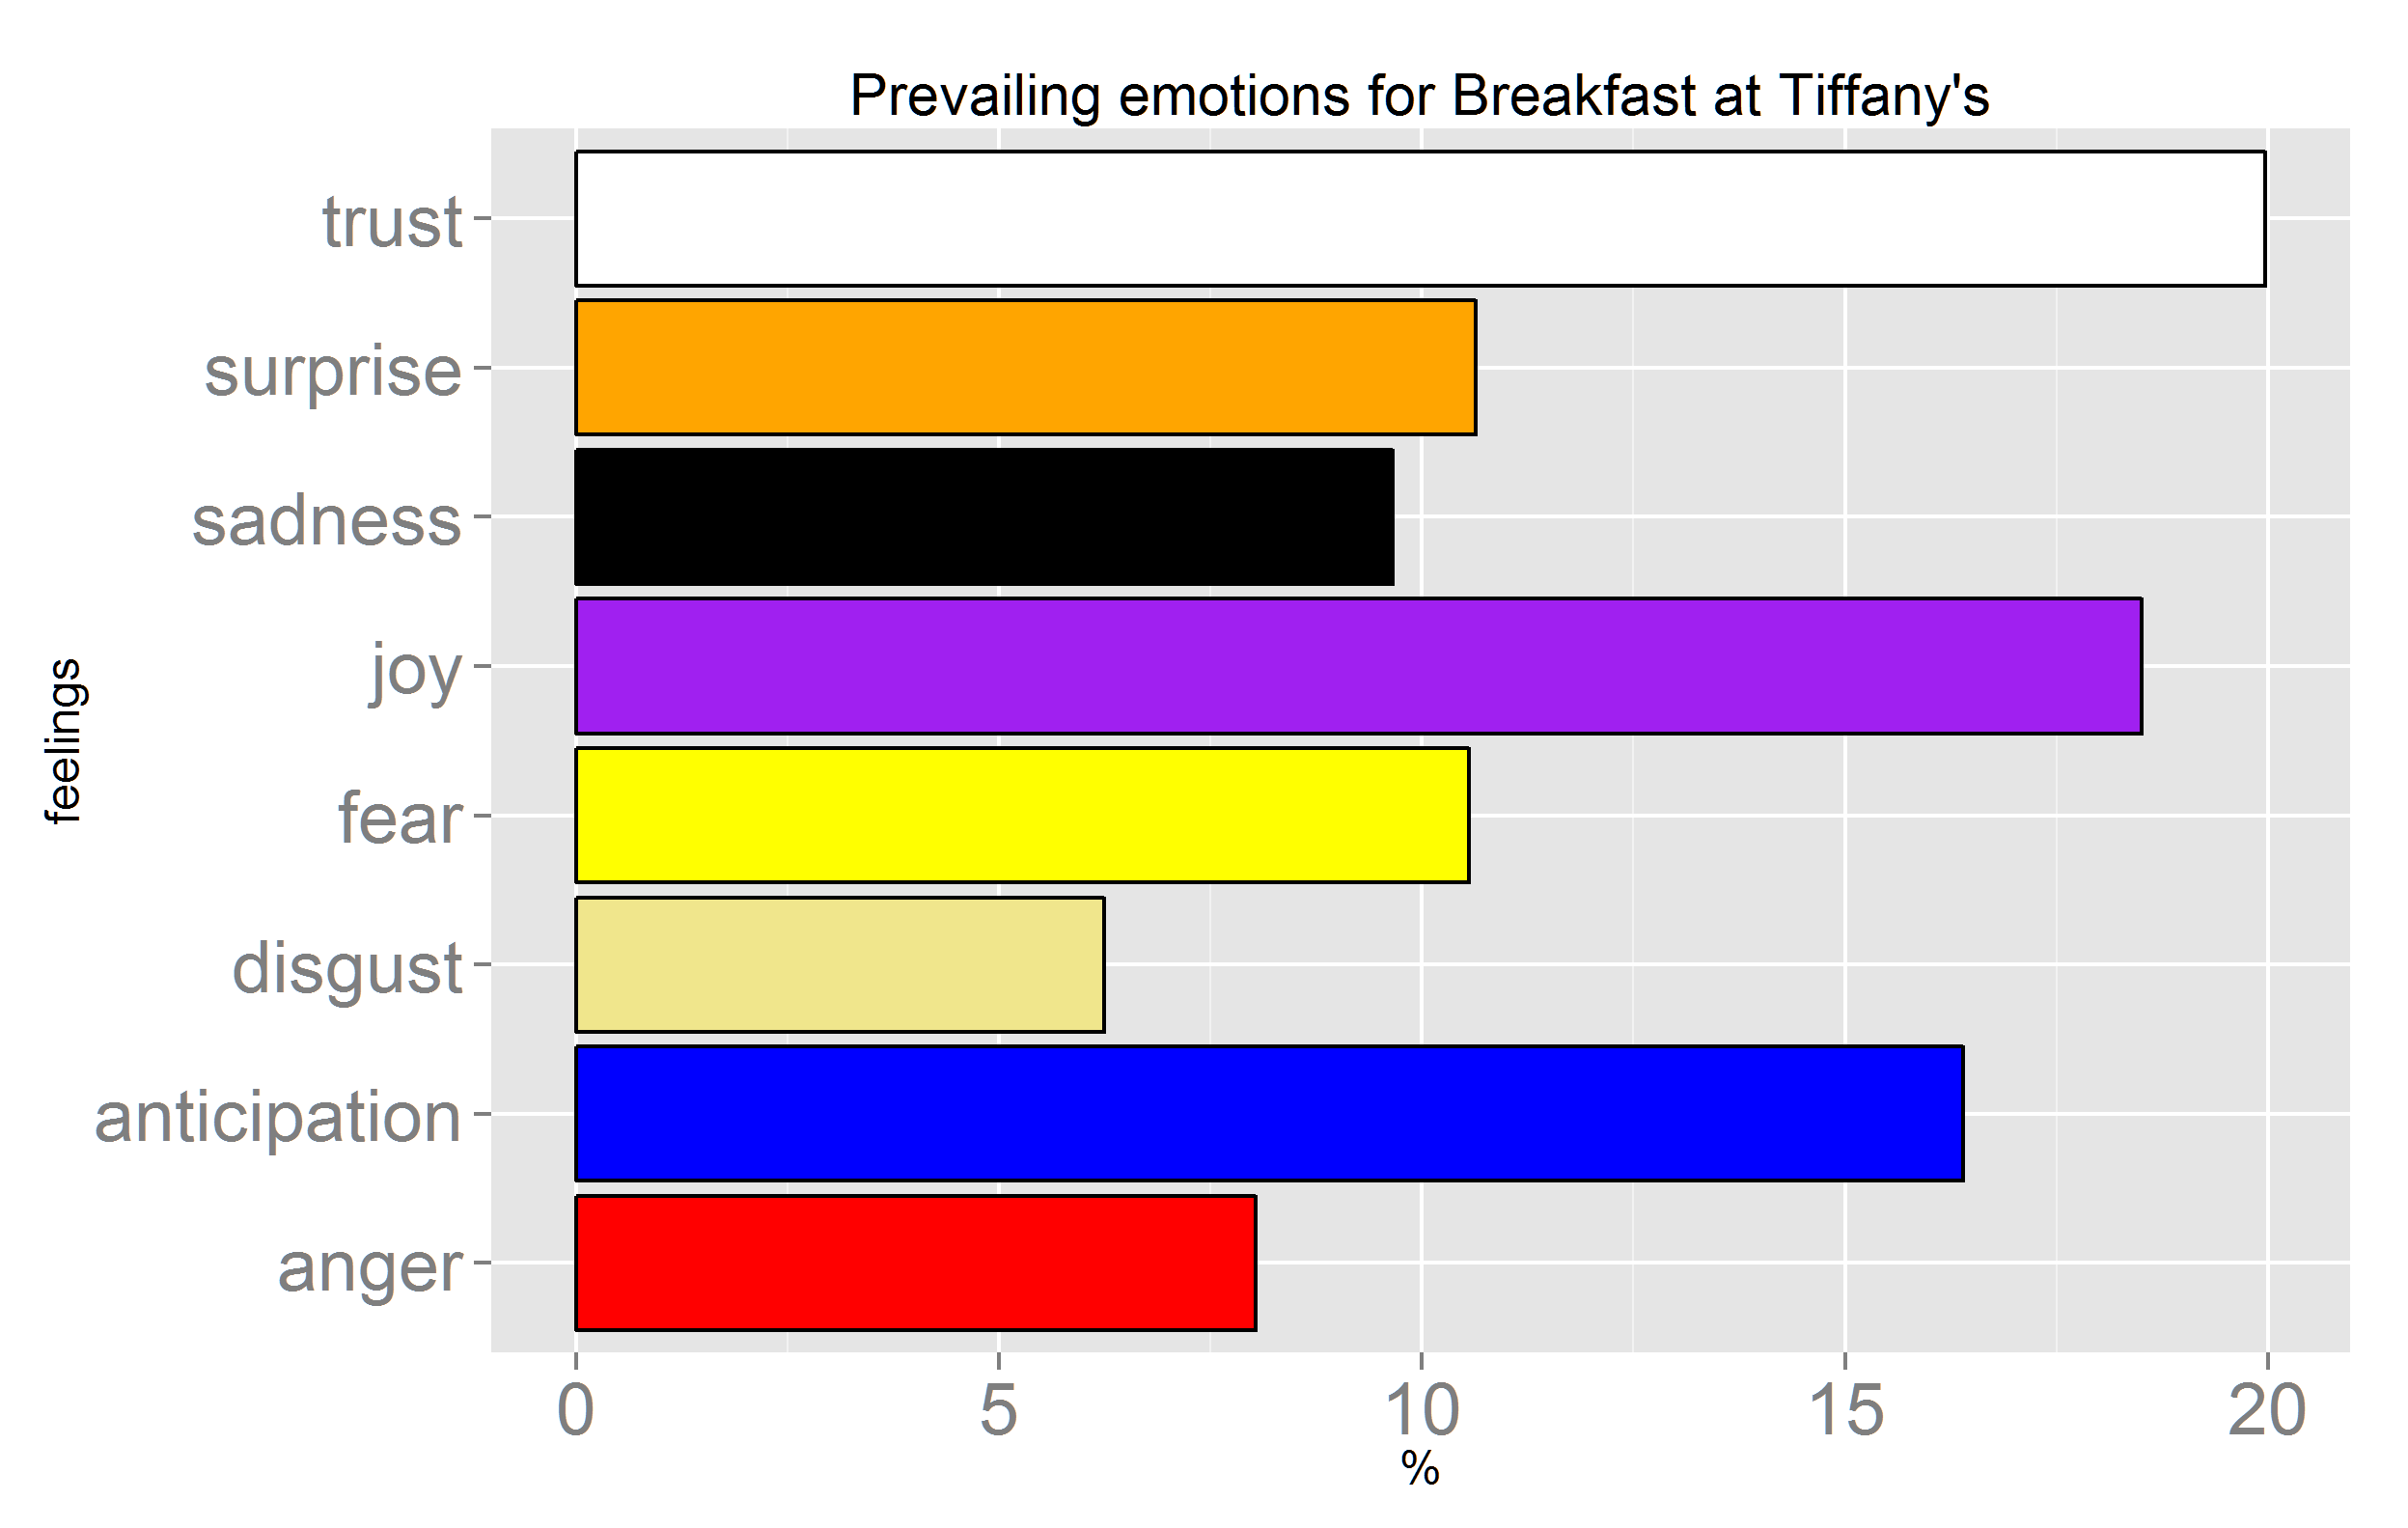 Prevailing emotions for Breakfast at Tiffany's
trust
surprise
sadness
joy
fear
disgust
anticipation
anger
feelings
0 5 10 15 20
%